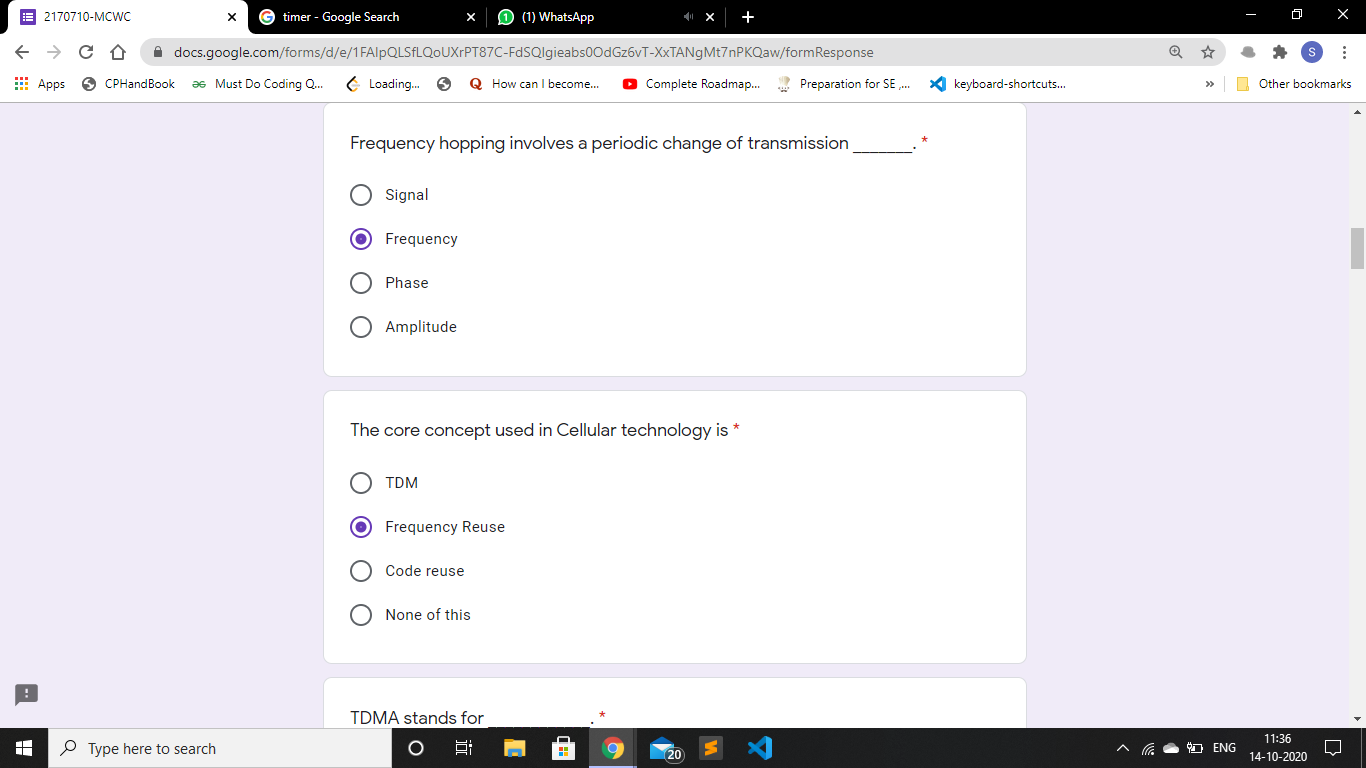 2170710-MCWC
timer - Google Search
(1) WhatsApp
docs.google.com/forms/d/e/1FAIpQLSfLQoUXrPT87C-FdSQIgieabs0OdGz6vT-XxTANgMt7nPKQaw/formResponse
S
Apps
CPHandBook
Must Do Coding Q...
Loading...
How can I become...
Complete Roadmap...
Preparation for SE ,...
keyboard-shortcuts...
»
Other bookmarks
Frequency hopping involves a periodic change of transmission _______. *
Signal
Frequency
Phase
Amplitude
The core concept used in Cellular technology is *
TDM
Frequency Reuse
Code reuse
None of this
TDMA stands for ____________. *
Type here to search
20
ENG
11:36
14-10-2020